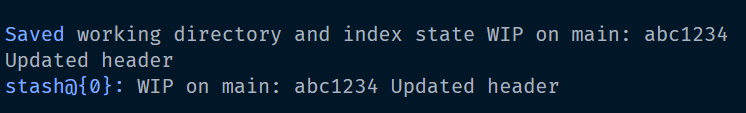 Saved working directory and index state WIP on main: abc1234
Updated header
stash@{0}: WIP on main: abc1234 Updated header